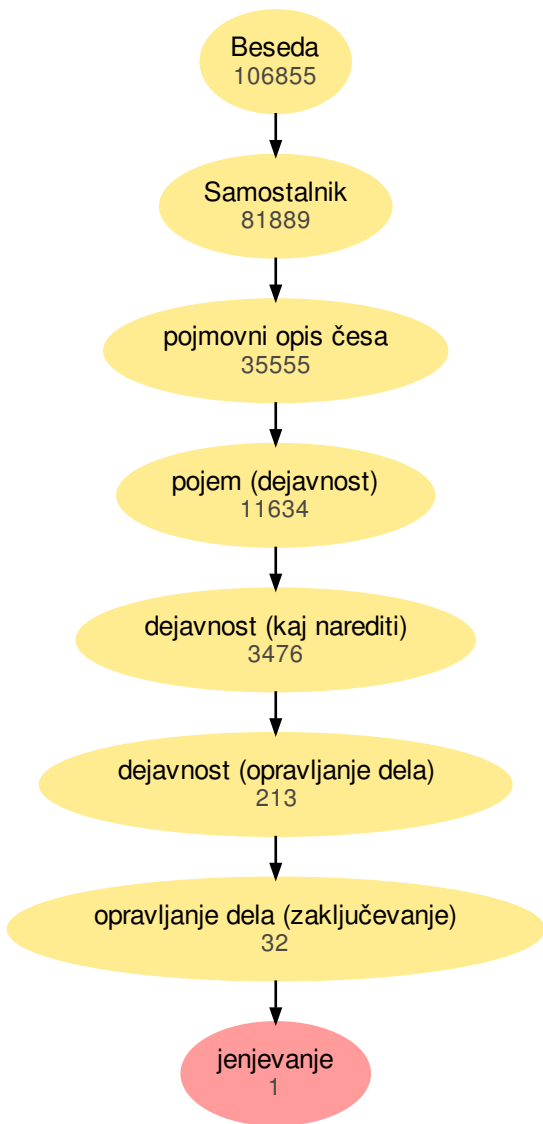 Beseda
106855
Samostalnik
81889
pojmovni opis česa
35555
pojem (dejavnost)
11634
dejavnost (kaj narediti)
3476
dejavnost (opravljanje dela)
213
opravljanje dela (zaključevanje)
32
jenjevanje
1